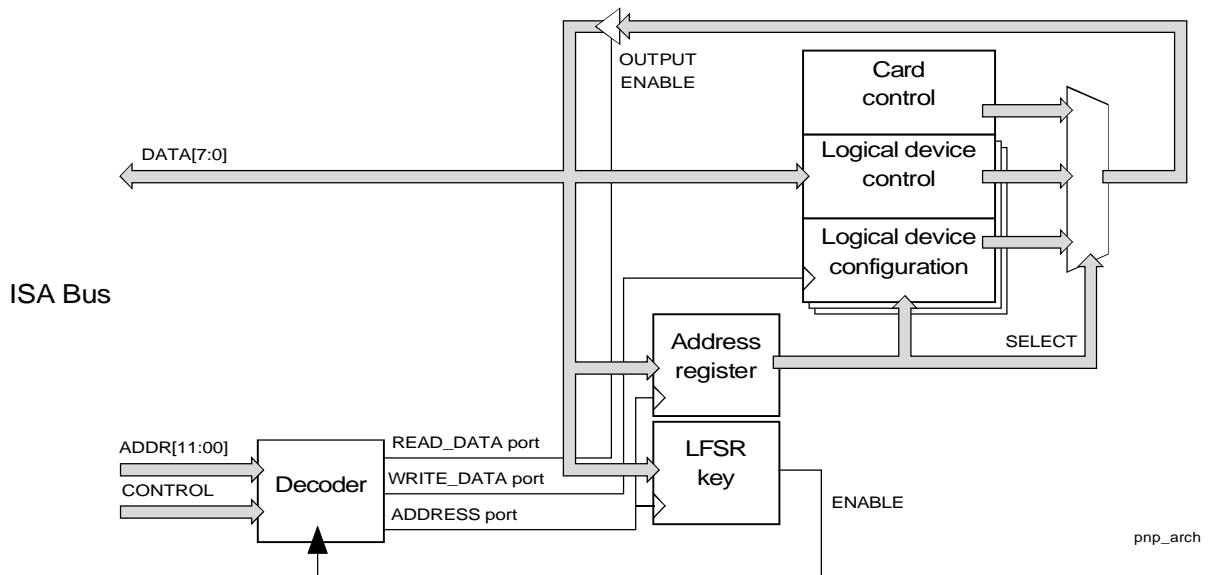 OUTPUT
ENABLE
Card
control
DATA[7:0]
Logical device
control
Logical device
configuration
ISA Bus
Address
register
SELECT
ADDR[11:00]
READ_DATA port
LFSR
key
CONTROL
Decoder
WRITE_DATA port
ENABLE
ADDRESS port
pnp_arch